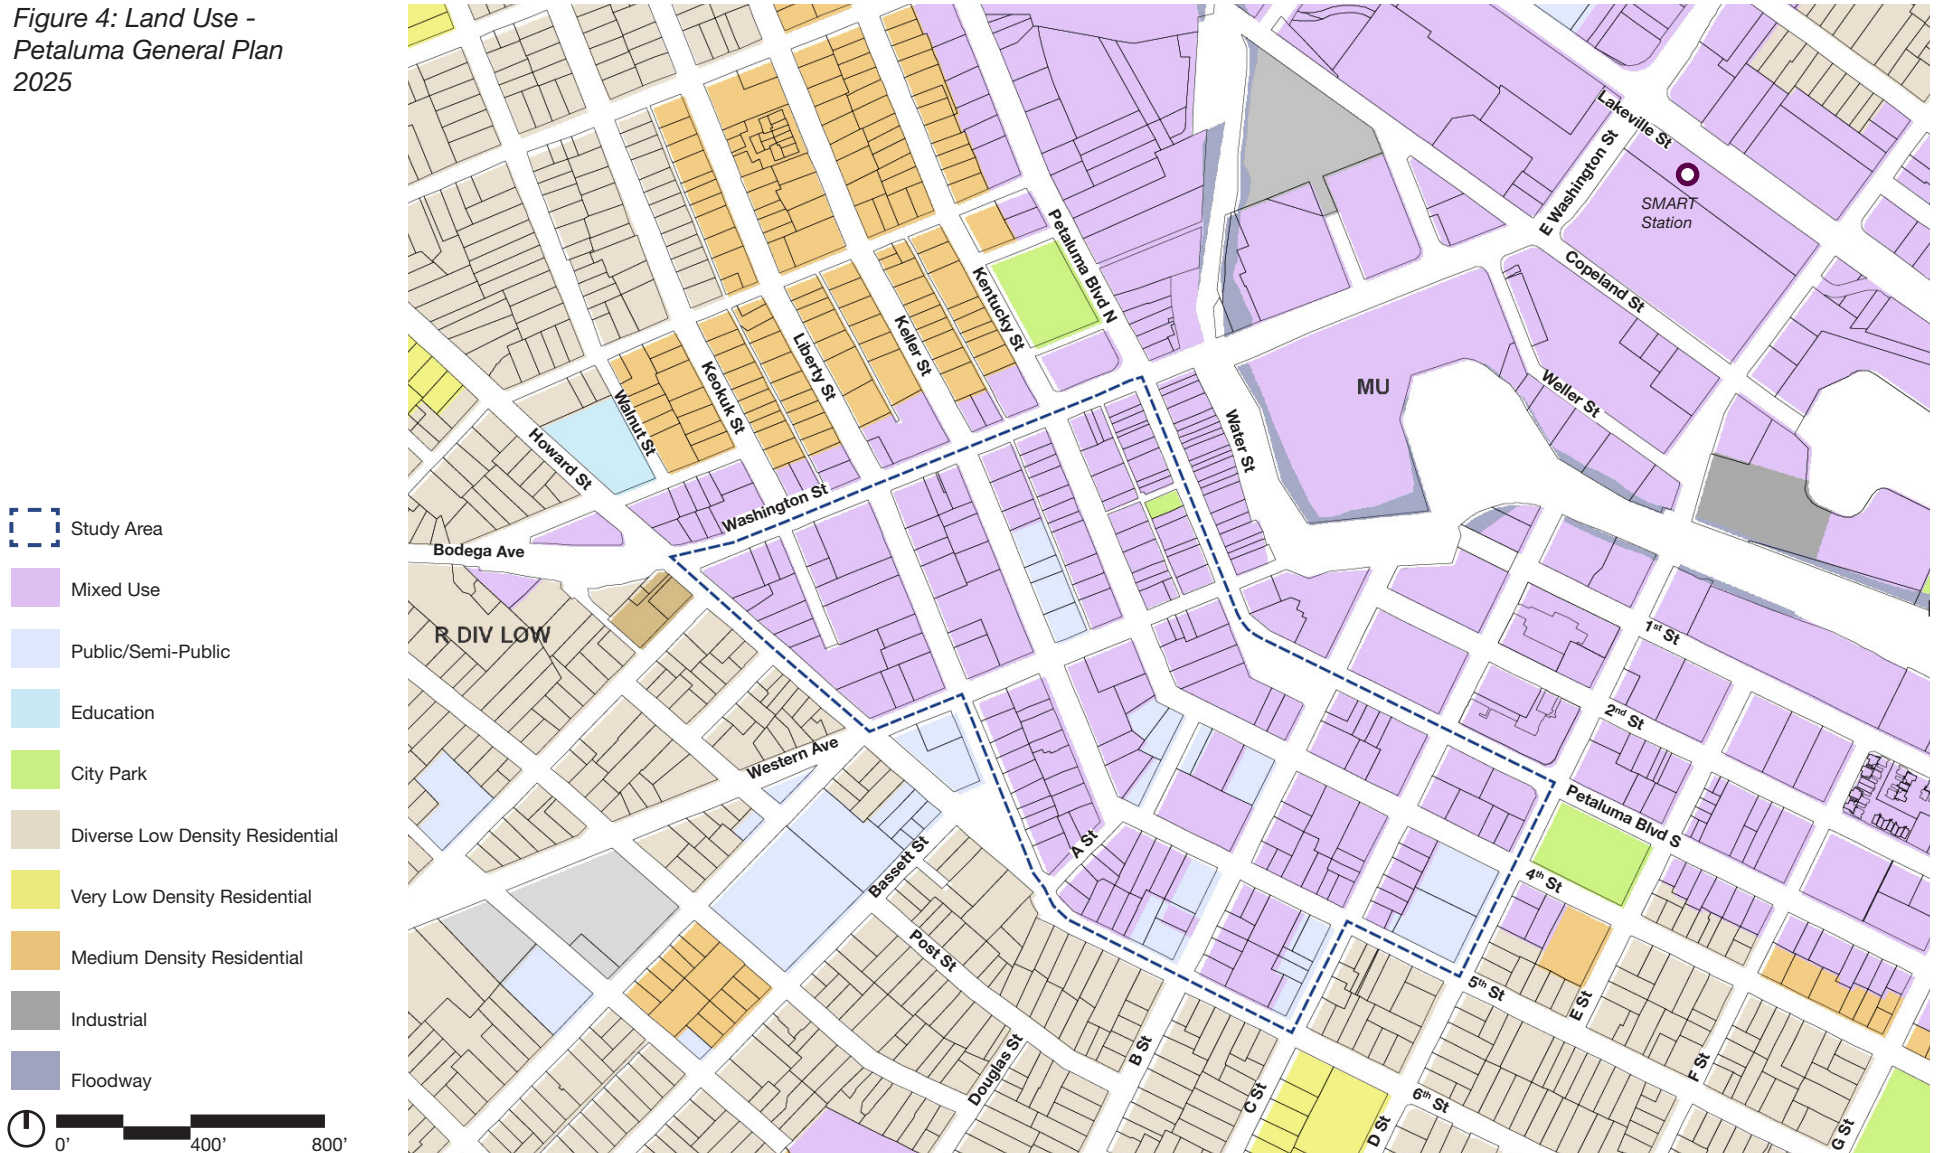 Figure 4: Land Use -
Petaluma General Plan
2025
Study Area
Mixed Use
Public/Semi-Public
Education
City Park
Diverse Low Density Residential
Very Low Density Residential
Medium Density Residential
Industrial
Floodway
0’ 400’ 800’
Lakeville St
E Washington St
SMART
Station
Petaluma Blvd N
Copeland St
Kentucky St
Keller St
Liberty St
Keokuk St
Walnut St
Howard St
MU
Weller St
Water St
Washington St
Bodega Ave
R DIV LOW
1st St
2nd St
Western Ave
Petaluma Blvd S
A St
Bassett St
4th St
Post St
5th St
E St
Douglas St
B St
F St
C St
6th St
D St
G St